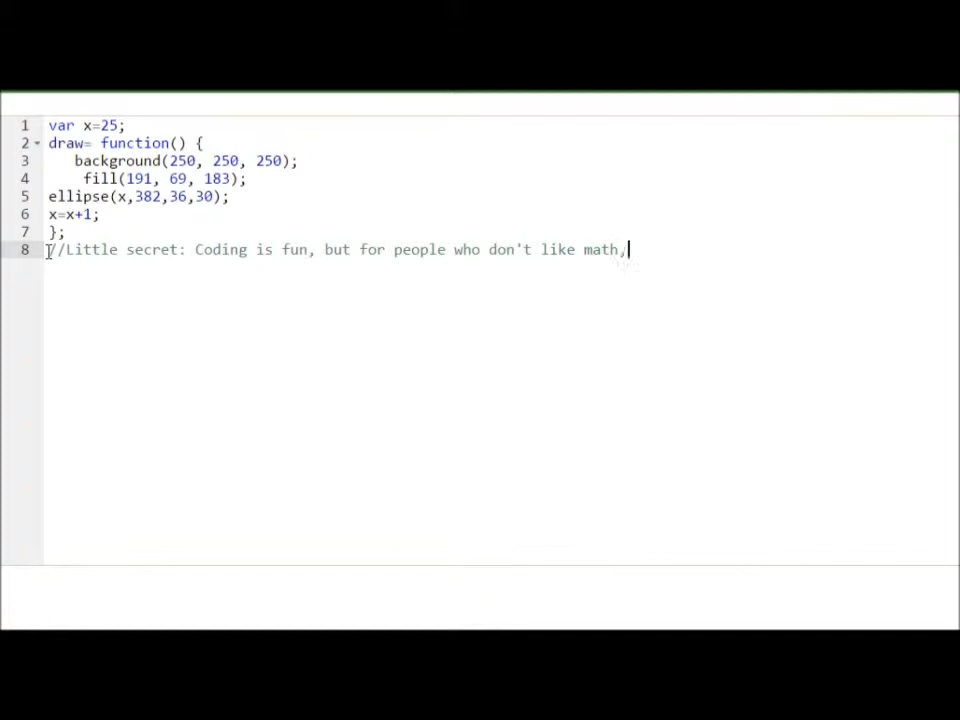 1 var x=25;
2 draw= function() {
3 background(250, 250, 250);
4 fill(191, 69, 183);
5 ellipse(x,382,36,30);
6 x=x+1;
7 };
8 //Little secret: Coding is fun, but for people who don't like math,